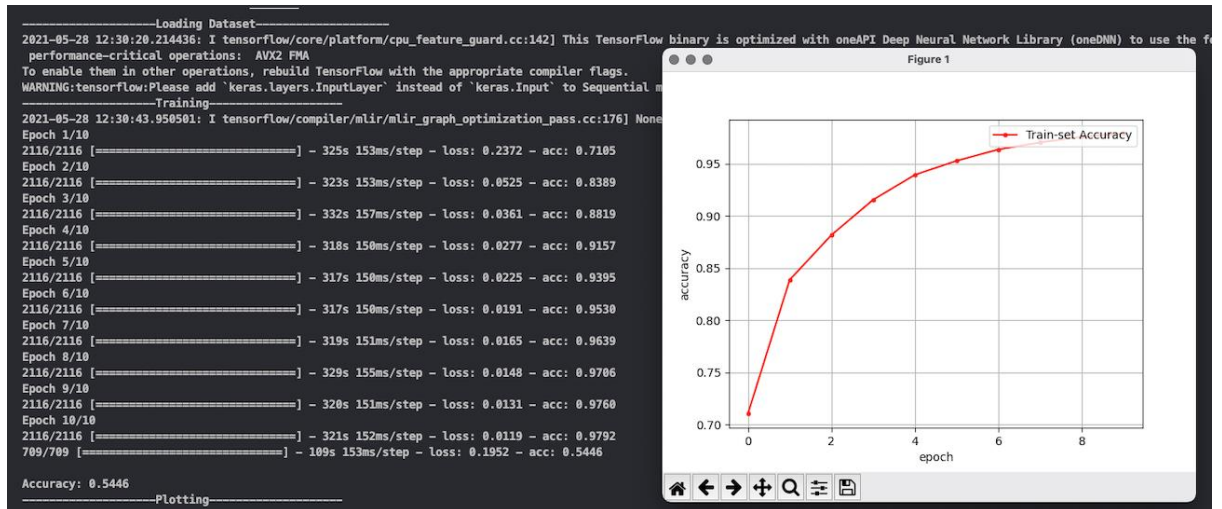 --------------------Loading Dataset--------------------
2021-05-28 12:30:20.214436: I tensorflow/core/platform/cpu_feature_guard.cc:142] This TensorFlow binary is optimized with oneAPI Deep Neural Network Library (oneDNN) to use the
performance-critical operations: AVX2 FMA
To enable them in other operations, rebuild TensorFlow with the appropriate compiler flags.
WARNING:tensorflow:Please add `keras.layers.InputLayer` instead of `keras.Input` to Sequential
--------------------Training--------------------
2021-05-28 12:30:43.950501: I tensorflow/compiler/mlir/mlir_graph_optimization_pass.cc:176] None
Epoch 1/10
2116/2116 [==============================] - 325s 153ms/step - loss: 0.2372 - acc: 0.7105
Epoch 2/10
2116/2116 [==============================] - 323s 153ms/step - loss: 0.0525 - acc: 0.8389
Epoch 3/10
2116/2116 [==============================] - 332s 157ms/step - loss: 0.0361 - acc: 0.8819
Epoch 4/10
2116/2116 [==============================] - 318s 150ms/step - loss: 0.0277 - acc: 0.9157
Epoch 5/10
2116/2116 [==============================] - 317s 150ms/step - loss: 0.0225 - acc: 0.9395
Epoch 6/10
2116/2116 [==============================] - 317s 150ms/step - loss: 0.0191 - acc: 0.9530
Epoch 7/10
2116/2116 [==============================] - 319s 151ms/step - loss: 0.0165 - acc: 0.9639
Epoch 8/10
2116/2116 [==============================] - 329s 155ms/step - loss: 0.0148 - acc: 0.9706
Epoch 9/10
2116/2116 [==============================] - 320s 151ms/step - loss: 0.0131 - acc: 0.9760
Epoch 10/10
2116/2116 [==============================] - 321s 152ms/step - loss: 0.0119 - acc: 0.9792
709/709 [==============================] - 109s 153ms/step - loss: 0.1952 - acc: 0.5446
Accuracy: 0.5446
--------------------Plotting--------------------
Figure 1
Train-set Accuracy
0.95
0.90
0.85
0.80
0.75
0.70
accuracy
0 2 4 6 8
epoch